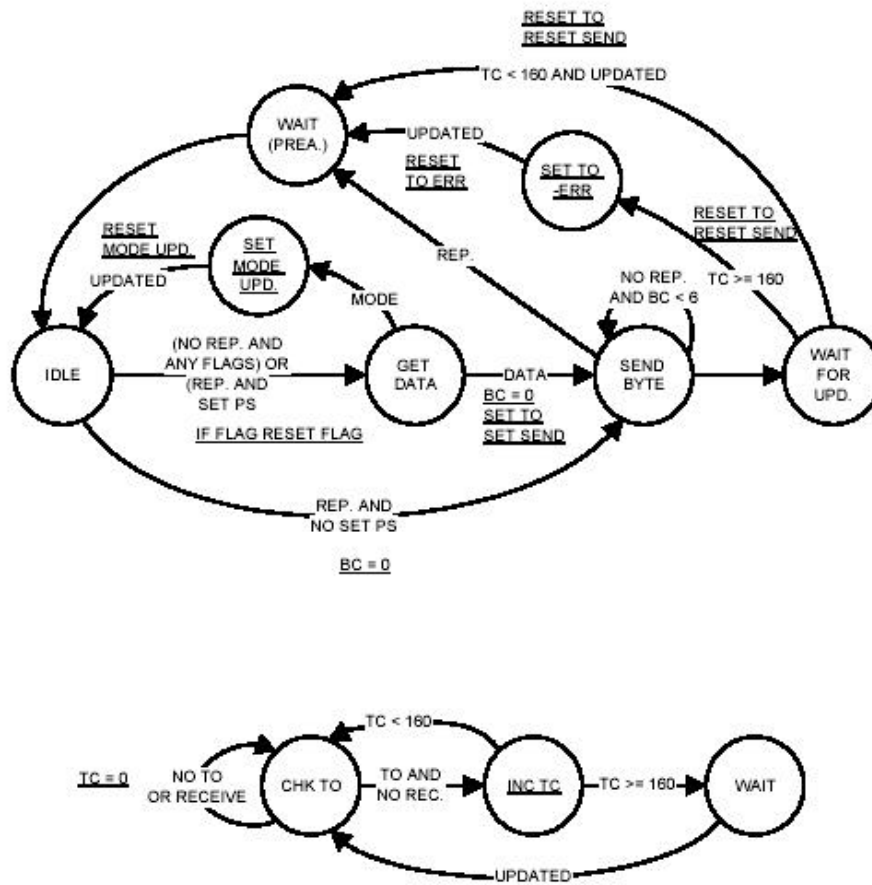 RESET TO
RESET SEND
TC < 160 AND UPDATED
WAIT
(PREA.)
UPDATED
RESET
TO ERR
SET TO
-ERR
RESET TO
RESET SEND
RESET
MODE UPD.
SET
MODE
UPD.
REP.
NO REP.
AND BC < 6
TC >= 160
UPDATED
MODE
IDLE
(NO REP. AND
ANY FLAGS) OR
(REP. AND
SET PS
IF FLAG RESET FLAG
GET
DATA
DATA
BC = 0
SET TO
SET SEND
SEND
BYTE
WAIT
FOR
UPD.
REP. AND
NO SET PS
BC = 0
TC < 160
TC = 0
NO TO
OR RECEIVE
CHK TO
TO AND
NO REC.
INC TC
TC >= 160
WAIT
UPDATED